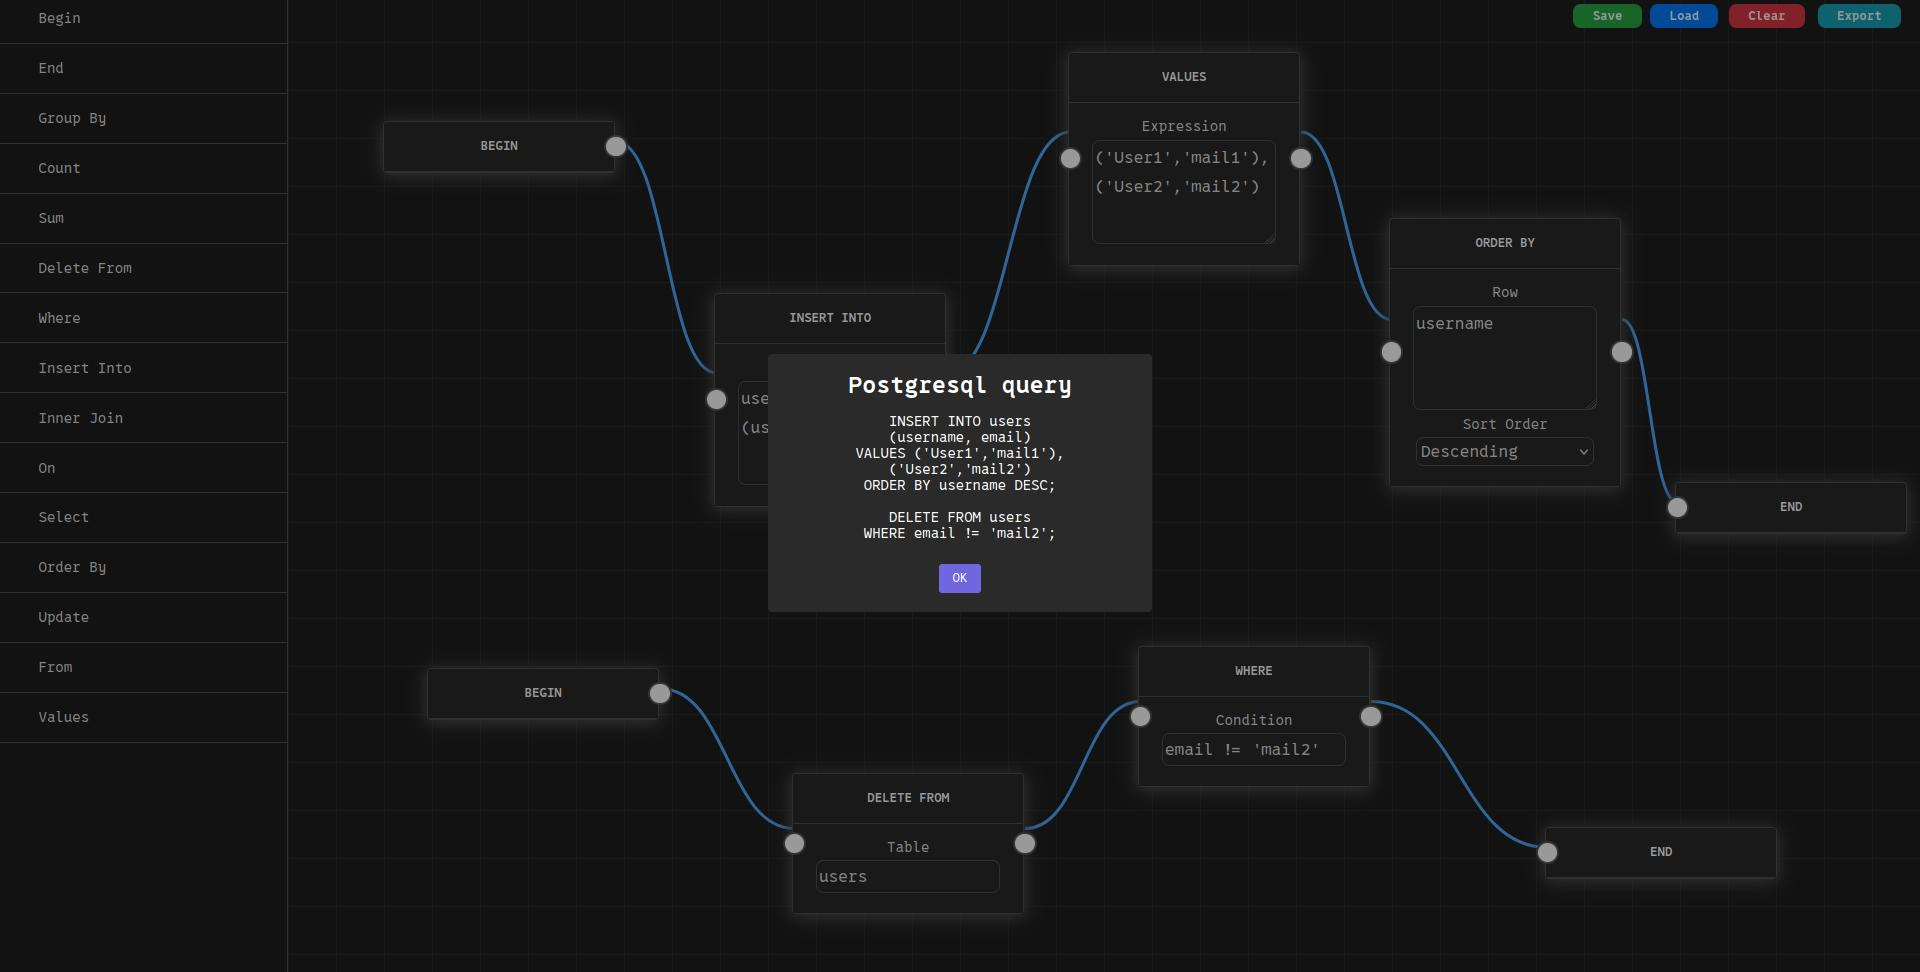 Begin
End
Group By
Count
Sum
Delete From
Where
Insert Into
Inner Join
On
Select
Order By
Update
From
Values
Save
Load
Clear
Export
BEGIN
INSERT INTO
use
(us
VALUES
Expression
('User1','mail1'),
('User2','mail2')
ORDER BY
Row
username
Sort Order
Descending
END
Postgresql query
INSERT INTO users
(username, email)
VALUES ('User1','mail1'),
('User2','mail2')
ORDER BY username DESC;
DELETE FROM users
WHERE email != 'mail2';
OK
BEGIN
DELETE FROM
Table
users
WHERE
Condition
email != 'mail2'
END